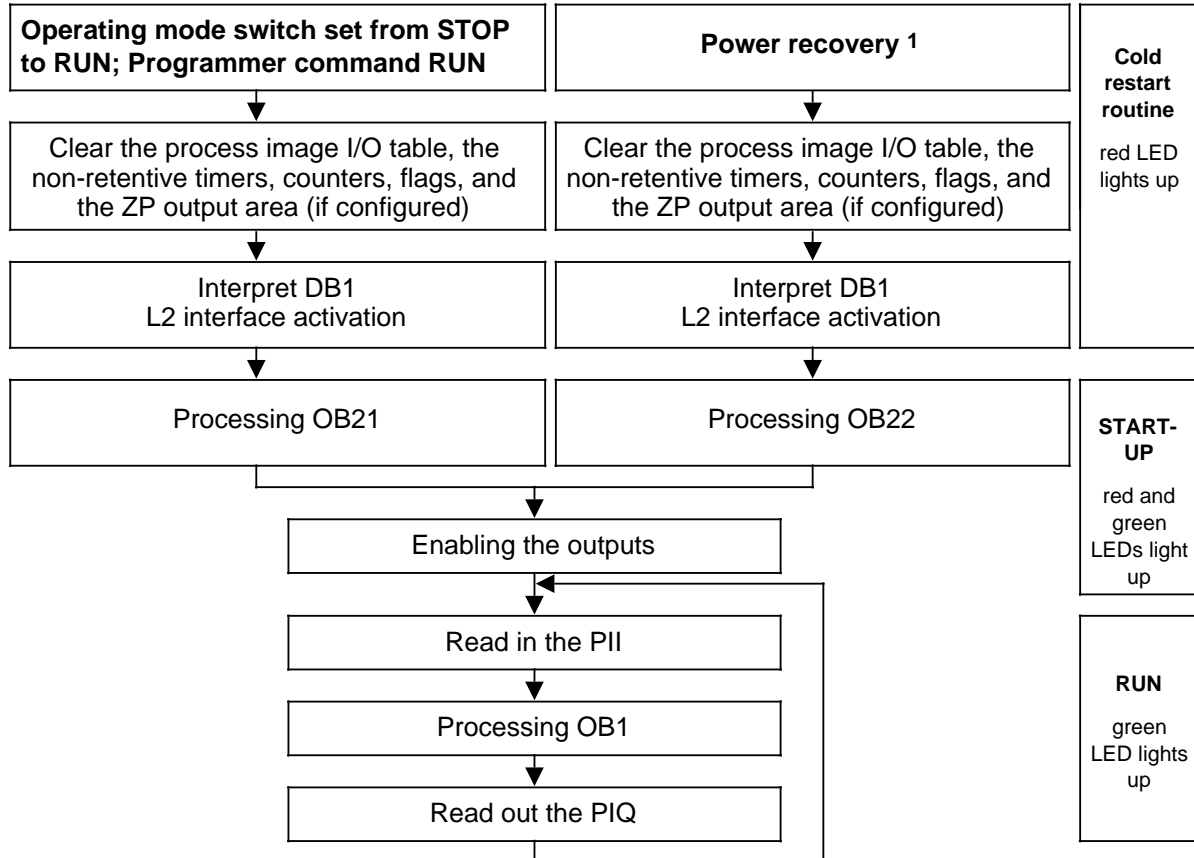 Operating mode switch set from STOP
to RUN; Programmer command RUN
Power recovery 1
Cold
restart
routine
red LED
lights up
Clear the process image I/O table, the
non-retentive timers, counters, flags, and
the ZP output area (if configured)
Clear the process image I/O table, the
non-retentive timers, counters, flags, and
the ZP output area (if configured)
Interpret DB1
L2 interface activation
Interpret DB1
L2 interface activation
Processing OB21
Processing OB22
START-
UP
red and
green
LEDs light
up
Enabling the outputs
Read in the PII
Processing OB1
Read out the PIQ
RUN
green
LED lights
up